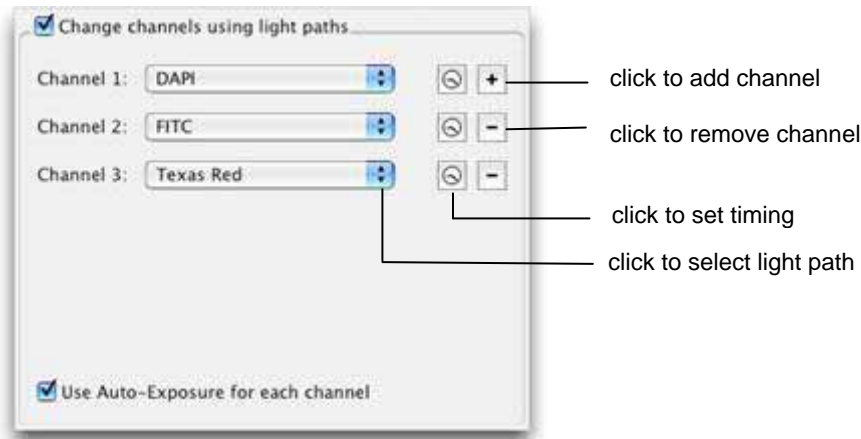 Change channels using light paths
Channel 1: DAPI + click to add channel
Channel 2: FITC - click to remove channel
Channel 3: Texas Red -
click to set timing
click to select light path
Use Auto-Exposure for each channel